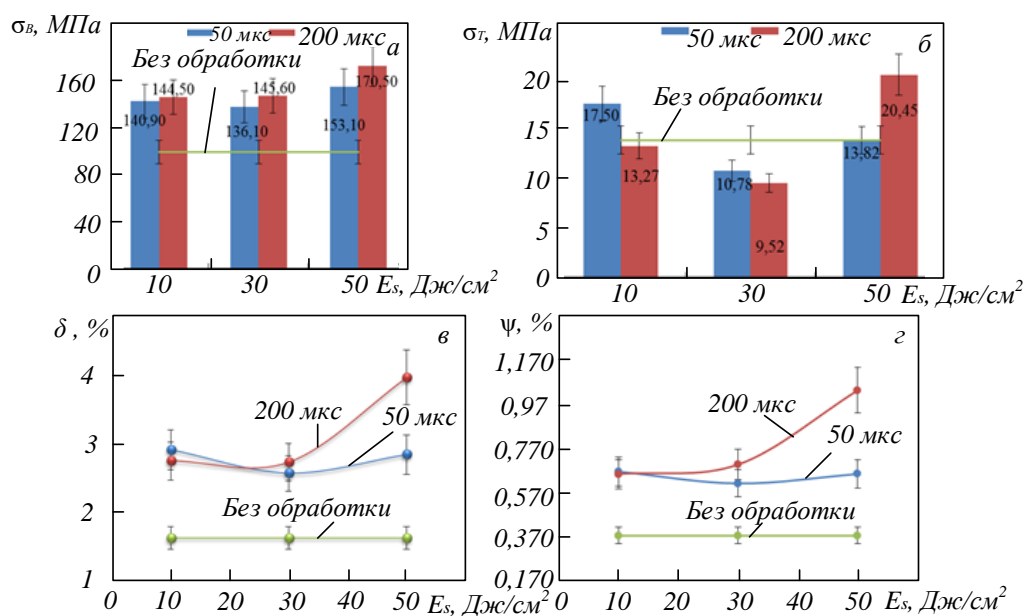 σВ, МПа
50 мкс 200 мкс
а
Без обработки
160
120
80
40
0
140,90
144,50
136,10
145,60
153,10
170,50
10 30 50 Es, Дж/см²
σТ, МПа
50 мкс 200 мкс
б
Без обработки
20
15
10
5
0
17,50
13,27
10,78
9,52
13,82
20,45
10 30 50 Es, Дж/см²
δ , %
в
4
3
2
1
200 мкс
50 мкс
Без обработки
0 10 20 30 40 50 Es, Дж/см²
ψ, %
г
1,170
0,97
0,770
0,570
0,370
0,170
200 мкс
50 мкс
Без обработки
0 10 20 30 40 50 Es, Дж/см²